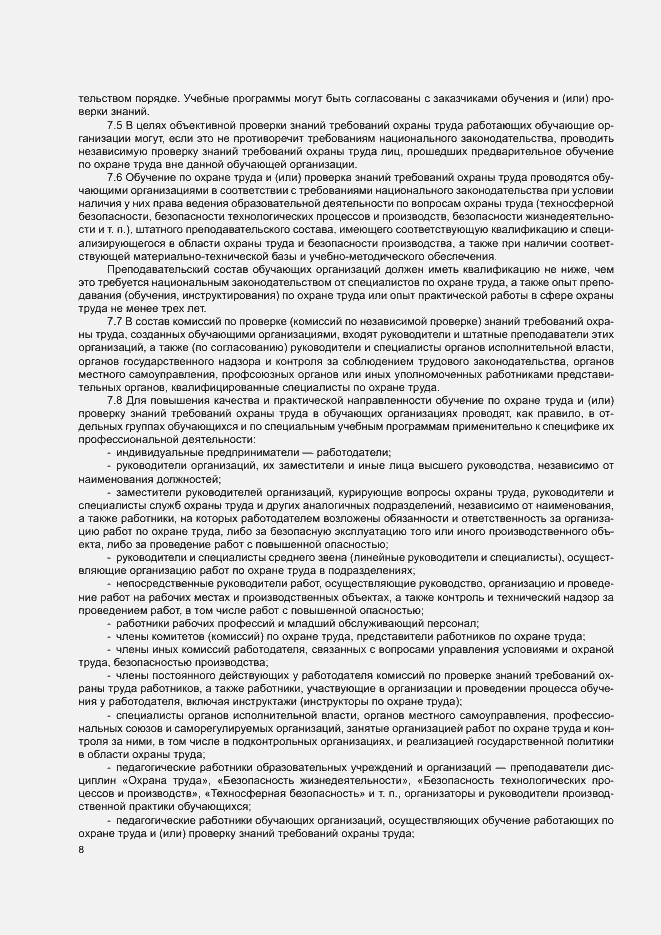 тельством порядке. Учебные программы могут быть согласованы с заказчиками обучения и (или) про-
верки знаний.
7.5 В целях объективной проверки знаний требований охраны труда работающих обучающие ор-
ганизации могут, если это не противоречит требованиям национального законодательства, проводить
независимую проверку знаний требований охраны труда лиц, прошедших предварительное обучение
по охране труда вне данной обучающей организации.
7.6 Обучение по охране труда и (или) проверка знаний требований охраны труда проводятся обу-
чающими организациями в соответствии с требованиями национального законодательства при условии
наличия у них права ведения образовательной деятельности по вопросам охраны труда (техносферной
безопасности, безопасности технологических процессов и производств, безопасности жизнедеятельно-
сти и т. п.), штатного преподавательского состава, имеющего соответствующую квалификацию и специ-
ализирующегося в области охраны труда и безопасности производства, а также при наличии соответ-
ствующей материально-технической базы и учебно-методического обеспечения.
Преподавательский состав обучающих организаций должен иметь квалификацию не ниже, чем
это требуется национальным законодательством от специалистов по охране труда, а также опыт препо-
давания (обучения, инструктирования) по охране труда или опыт практической работы в сфере охраны
труда не менее трех лет.
7.7 В состав комиссий по проверке (комиссий по независимой проверке) знаний требований охра-
ны труда, созданных обучающими организациями, входят руководители и штатные преподаватели этих
организаций, а также (по согласованию) руководители и специалисты органов исполнительной власти,
органов государственного надзора и контроля за соблюдением трудового законодательства, органов
местного самоуправления, профсоюзных органов или иных уполномоченных работниками представи-
тельных органов, квалифицированные специалисты по охране труда.
7.8 Для повышения качества и практической направленности обучение по охране труда и (или)
проверку знаний требований охраны труда в обучающих организациях проводят, как правило, в от-
дельных группах обучающихся и по специальным учебным программам применительно к специфике их
профессиональной деятельности:
- индивидуальные предприниматели — работодатели;
- руководители организаций, их заместители и иные лица высшего руководства, независимо от
наименования должностей;
- заместители руководителей организаций, курирующие вопросы охраны труда, руководители и
специалисты служб охраны труда и других аналогичных подразделений, независимо от наименования,
а также работники, на которых работодателем возложены обязанности и ответственность за организа-
цию работ по охране труда, либо за безопасную эксплуатацию того или иного производственного объ-
екта, либо за проведение работ с повышенной опасностью;
- руководители и специалисты среднего звена (линейные руководители и специалисты), осущест-
вляющие организацию работ по охране труда в подразделениях;
- непосредственные руководители работ, осуществляющие руководство, организацию и проведе-
ние работ на рабочих местах и производственных объектах, а также контроль и технический надзор за
проведением работ, в том числе работ с повышенной опасностью;
- работники рабочих профессий и младший обслуживающий персонал;
- члены комитетов (комиссий) по охране труда, представители работников по охране труда;
- члены иных комиссий работодателя, связанных с вопросами управления условиями и охраной
труда, безопасностью производства;
- члены постоянного действующих у работодателя комиссий по проверке знаний требований ох-
раны труда работников, а также работники, участвующие в организации и проведении процесса обуче-
ния у работодателя, включая инструктажи (инструкторы по охране труда);
- специалисты органов исполнительной власти, органов местного самоуправления, профессио-
нальных союзов и саморегулируемых организаций, занятые организацией работ по охране труда и кон-
троля за ними, в том числе в подконтрольных организациях, и реализацией государственной политики
в области охраны труда;
- педагогические работники образовательных учреждений и организаций — преподаватели дис-
циплин «Охрана труда», «Безопасность жизнедеятельности», «Безопасность технологических про-
цессов и производств», «Техносферная безопасность» и т. п., организаторы и руководители производ-
ственной практики обучающихся;
- педагогические работники обучающих организаций, осуществляющих обучение работающих по
охране труда и (или) проверку знаний требований охраны труда;
8